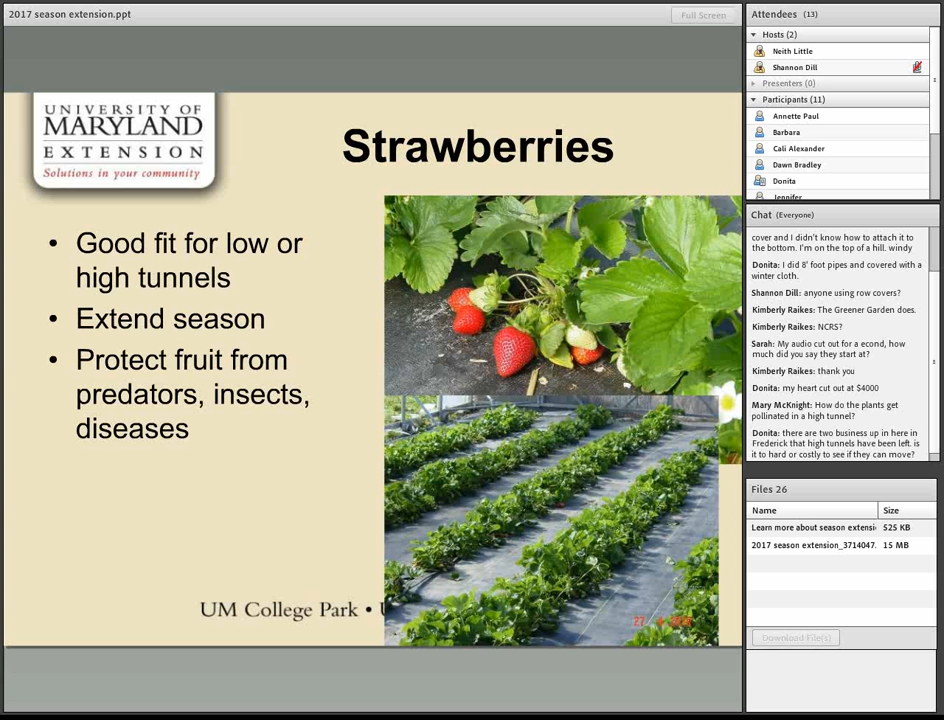 2017 season extension.ppt
Full Screen
UNIVERSITY OF
MARYLAND
EXTENSION
Solutions in your community
Strawberries
• Good fit for low or
high tunnels
• Extend season
• Protect fruit from
predators, insects,
diseases
UM College Park •
Attendees (13)
Hosts (2)
Neith Little
Shannon Dill
Presenters (0)
Participants (11)
Annette Paul
Barbara
Cali Alexander
Dawn Bradley
Donita
Jennifer
Chat (Everyone)
cover and I didn't know how to attach it to
the bottom. I'm on the top of a hill. windy
Donita: I did 8' foot pipes and covered with a
winter cloth.
Shannon Dill: anyone using row covers?
Kimberly Raikes: The Greener Garden does.
Kimberly Raikes: NCRS?
Sarah: My audio cut out for a econd, how
much did you say they start at?
Kimberly Raikes: thank you
Donita: my heart cut out at $4000
Mary McKnight: How do the plants get
pollinated in a high tunnel?
Donita: there are two business up in here in
Frederick that high tunnels have been left. is
it to hard or costly to see if they can move?
Files 26
Name Size
Learn more about season extensi 525 KB
2017 season extension_3714047. 15 MB
Download File(s)